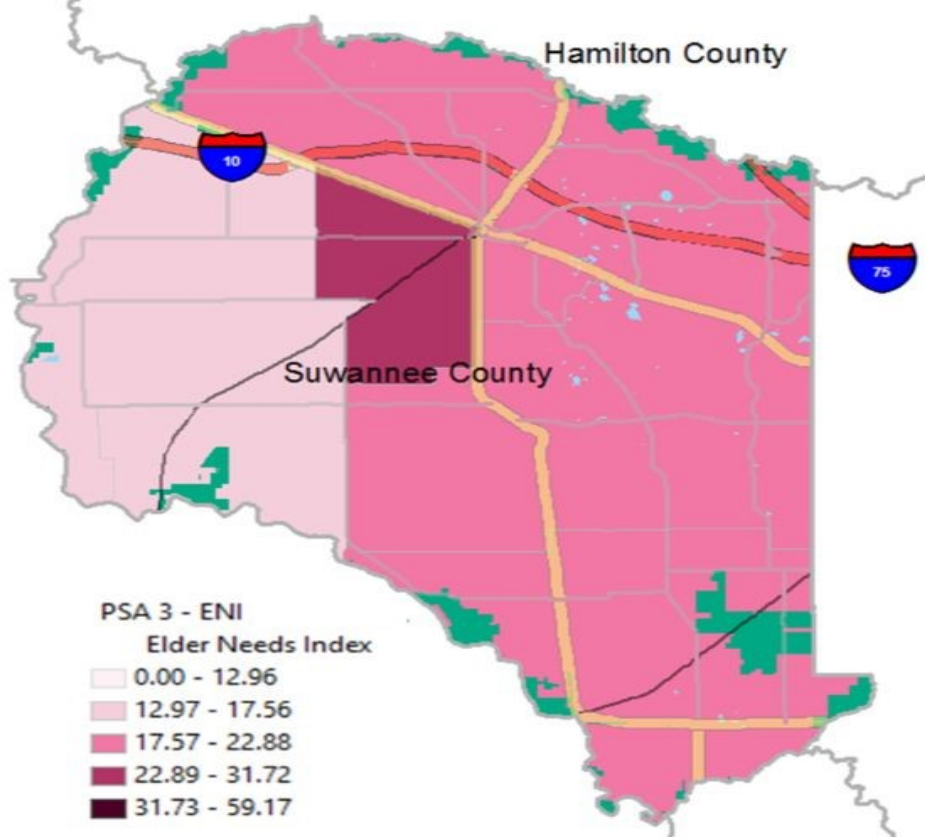 Hamilton County
10
75
Suwannee County
PSA 3 - ENI
Elder Needs Index
0.00 - 12.96
12.97 - 17.56
17.57 - 22.88
22.89 - 31.72
31.73 - 59.17